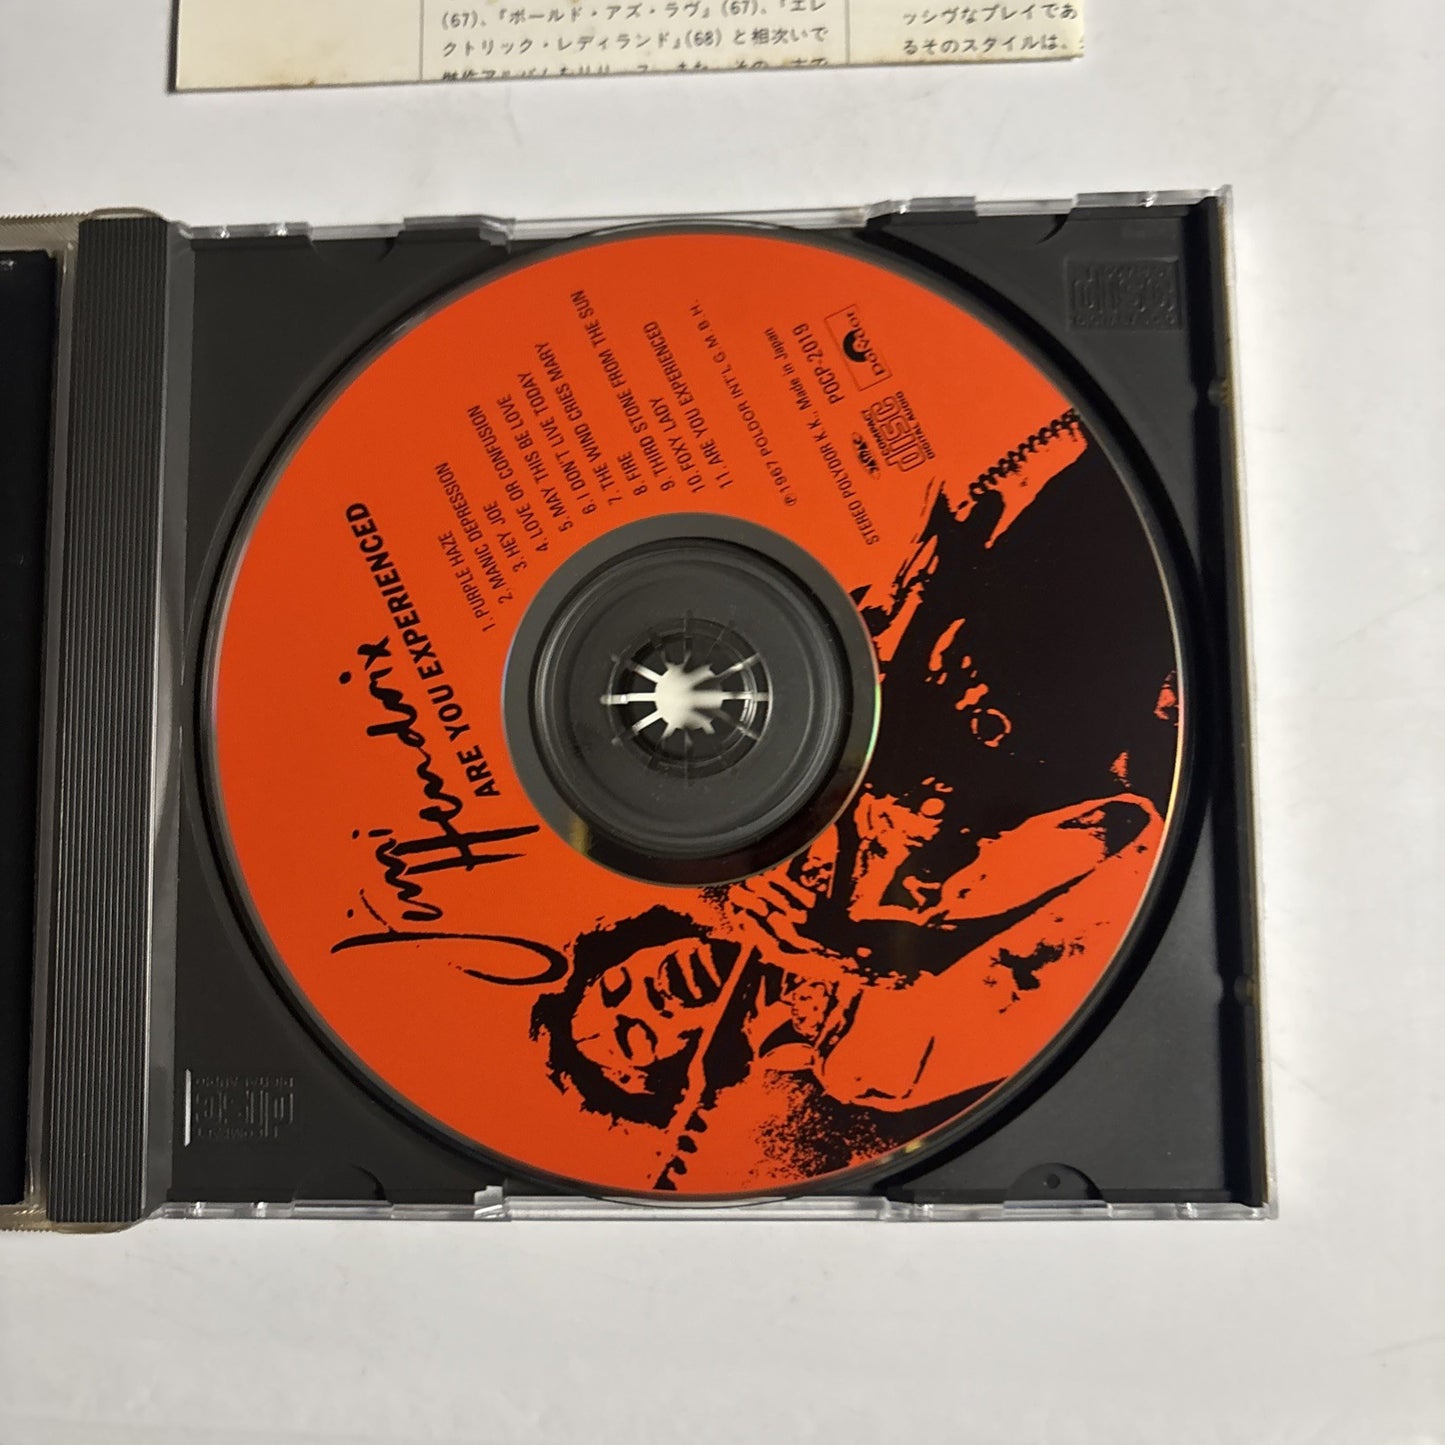 (67)、『ボールド・アズ・ラヴ』(67)、『エレ
クトリック・レディランド』(68) と相次いで
ッシヴなプレイであ
るそのスタイルは、
Jimi
Hendrix
ARE YOU EXPERIENCED
1. PURPLE HAZE
2. MANIC DEPRESSION
3. HEY JOE
4. LOVE OR CONFUSION
5. MAY THIS BE LOVE
6. I DON'T LIVE TODAY
7. THE WIND CRIES MARY
8. FIRE
9. THIRD STONE FROM THE SUN
10. FOXY LADY
11. ARE YOU EXPERIENCED
℗1967 POLDOR INT'L G.M.B.H.
STEREO POLYDOR K.K., Made in Japan
POCP-2019
Polydor
COMPACT
disc
DIGITAL AUDIO